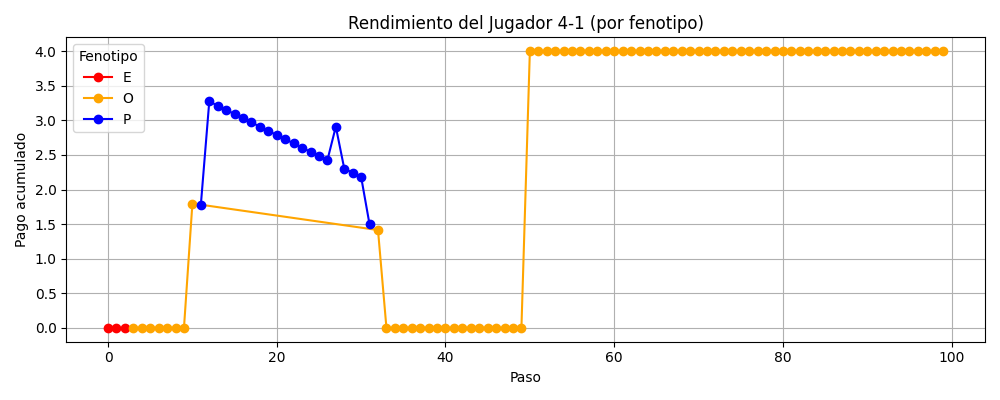 Rendimiento del Jugador 4-1 (por fenotipo)
Pago acumulado
4.0
3.5
3.0
2.5
2.0
1.5
1.0
0.5
0.0
Fenotipo
E
O
P
0 20 40 60 80 100
Paso